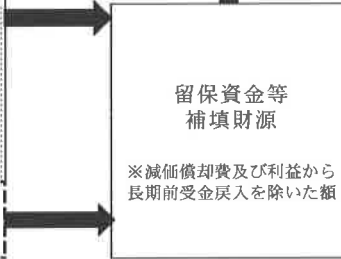 留保資金等
補填財源
※減価償却費及び利益から
長期前受金戻入を除いた額